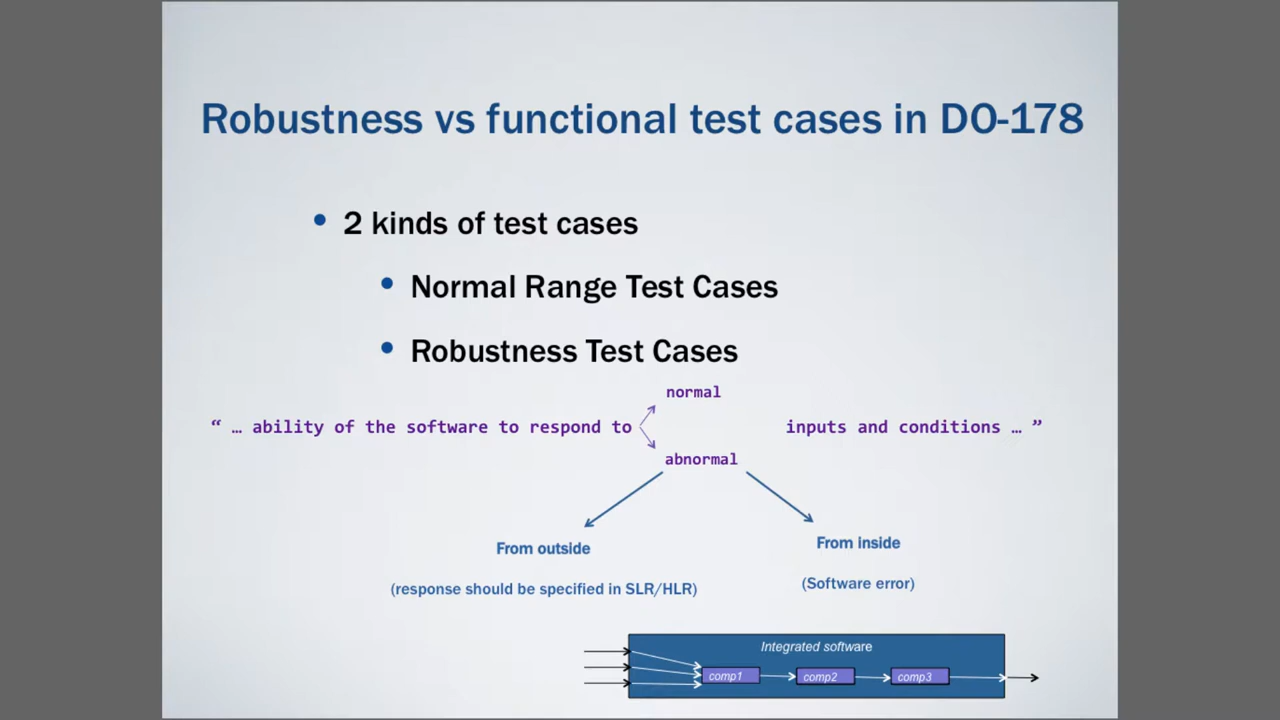 Robustness vs functional test cases in DO-178
• 2 kinds of test cases
• Normal Range Test Cases
• Robustness Test Cases
normal
“ … ability of the software to respond to inputs and conditions … ”
abnormal
From outside
(response should be specified in SLR/HLR)
From inside
(Software error)
Integrated software
comp1 comp2 comp3